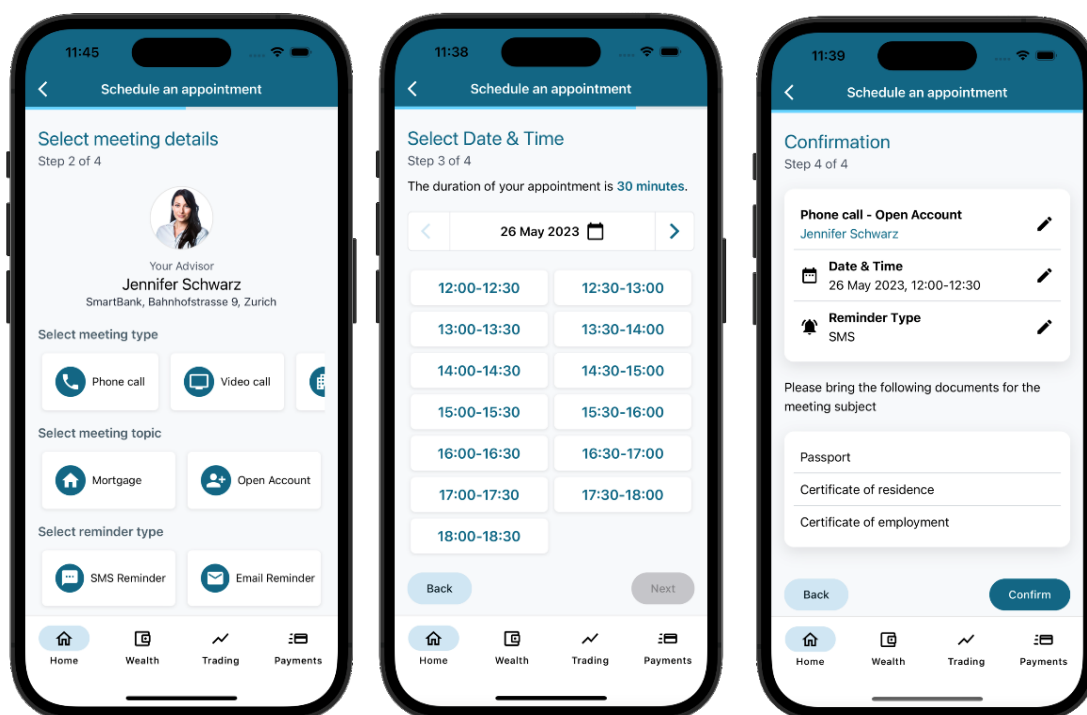 11:45
Schedule an appointment
Select meeting details
Step 2 of 4
Your Advisor
Jennifer Schwarz
SmartBank, Bahnhofstrasse 9, Zurich
Select meeting type
Phone call
Video call
Select meeting topic
Mortgage
Open Account
Select reminder type
SMS Reminder
Email Reminder
Home
Wealth
Trading
Payments
11:38
Schedule an appointment
Select Date & Time
Step 3 of 4
The duration of your appointment is 30 minutes.
26 May 2023
12:00-12:30
12:30-13:00
13:00-13:30
13:30-14:00
14:00-14:30
14:30-15:00
15:00-15:30
15:30-16:00
16:00-16:30
16:30-17:00
17:00-17:30
17:30-18:00
18:00-18:30
Back
Next
Home
Wealth
Trading
Payments
11:39
Schedule an appointment
Confirmation
Step 4 of 4
Phone call - Open Account
Jennifer Schwarz
Date & Time
26 May 2023, 12:00-12:30
Reminder Type
SMS
Please bring the following documents for the
meeting subject
Passport
Certificate of residence
Certificate of employment
Back
Confirm
Home
Wealth
Trading
Payments